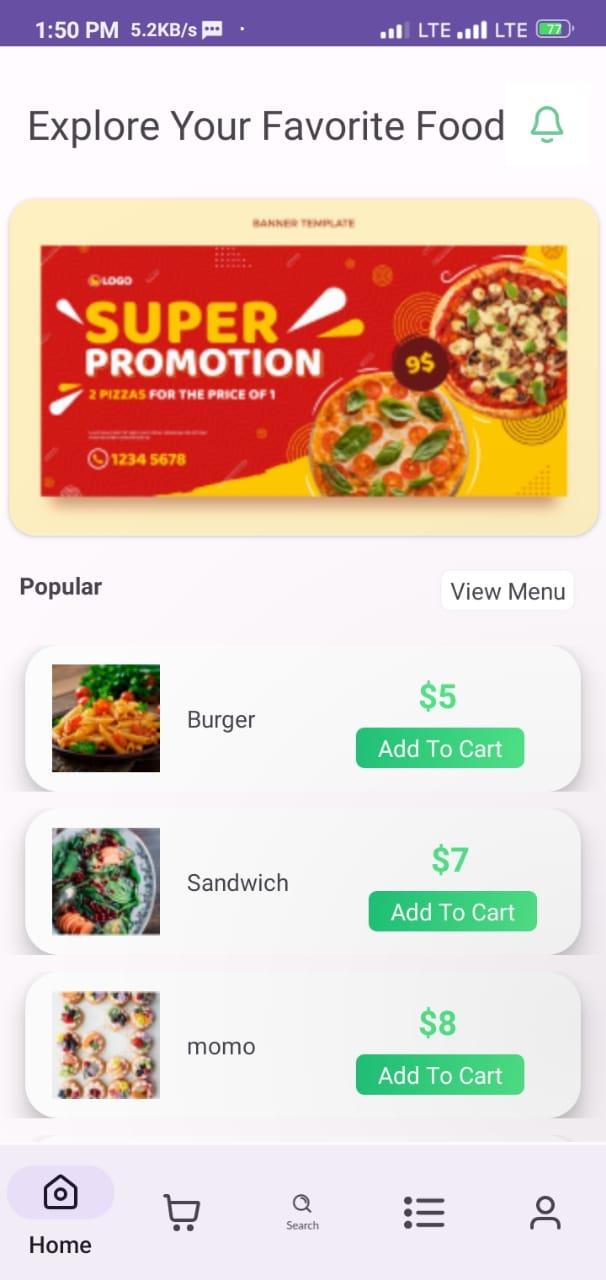 1:50 PM 5.2KB/s LTE LTE 77
Explore Your Favorite Food
BANNER TEMPLATE
LOGO
SUPER
PROMOTION
9$
2 PIZZAS FOR THE PRICE OF 1
1234 5678
Popular View Menu
$5
Burger
Add To Cart
$7
Sandwich
Add To Cart
$8
momo
Add To Cart
Search
Home